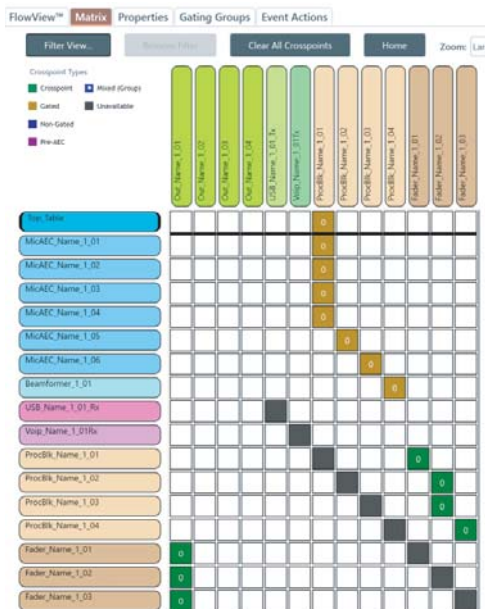 FlowView™ Matrix Properties Gating Groups Event Actions
Filter View... Remove Filter Clear All Crosspoints Home Zoom: Lar
Crosspoint Types
Crosspoint Mixed (Group)
Gated Unavailable
Non-Gated
Pre-AEC
Out_Name_1_01
Out_Name_1_02
Out_Name_1_03
Out_Name_1_04
USB_Name_1_01_Tx
Voip_Name_1_01Tx
ProcBlk_Name_1_01
ProcBlk_Name_1_02
ProcBlk_Name_1_03
ProcBlk_Name_1_04
Fader_Name_1_01
Fader_Name_1_02
Fader_Name_1_03
Top_Table 0
MicAEC_Name_1_01 0
MicAEC_Name_1_02 0
MicAEC_Name_1_03 0
MicAEC_Name_1_04 0
MicAEC_Name_1_05 0
MicAEC_Name_1_06 0
Beamformer_1_01 0
USB_Name_1_01_Rx
Voip_Name_1_01Rx
ProcBlk_Name_1_01 0
ProcBlk_Name_1_02 0
ProcBlk_Name_1_03 0
ProcBlk_Name_1_04 0
Fader_Name_1_01 0
Fader_Name_1_02 0
Fader_Name_1_03 0